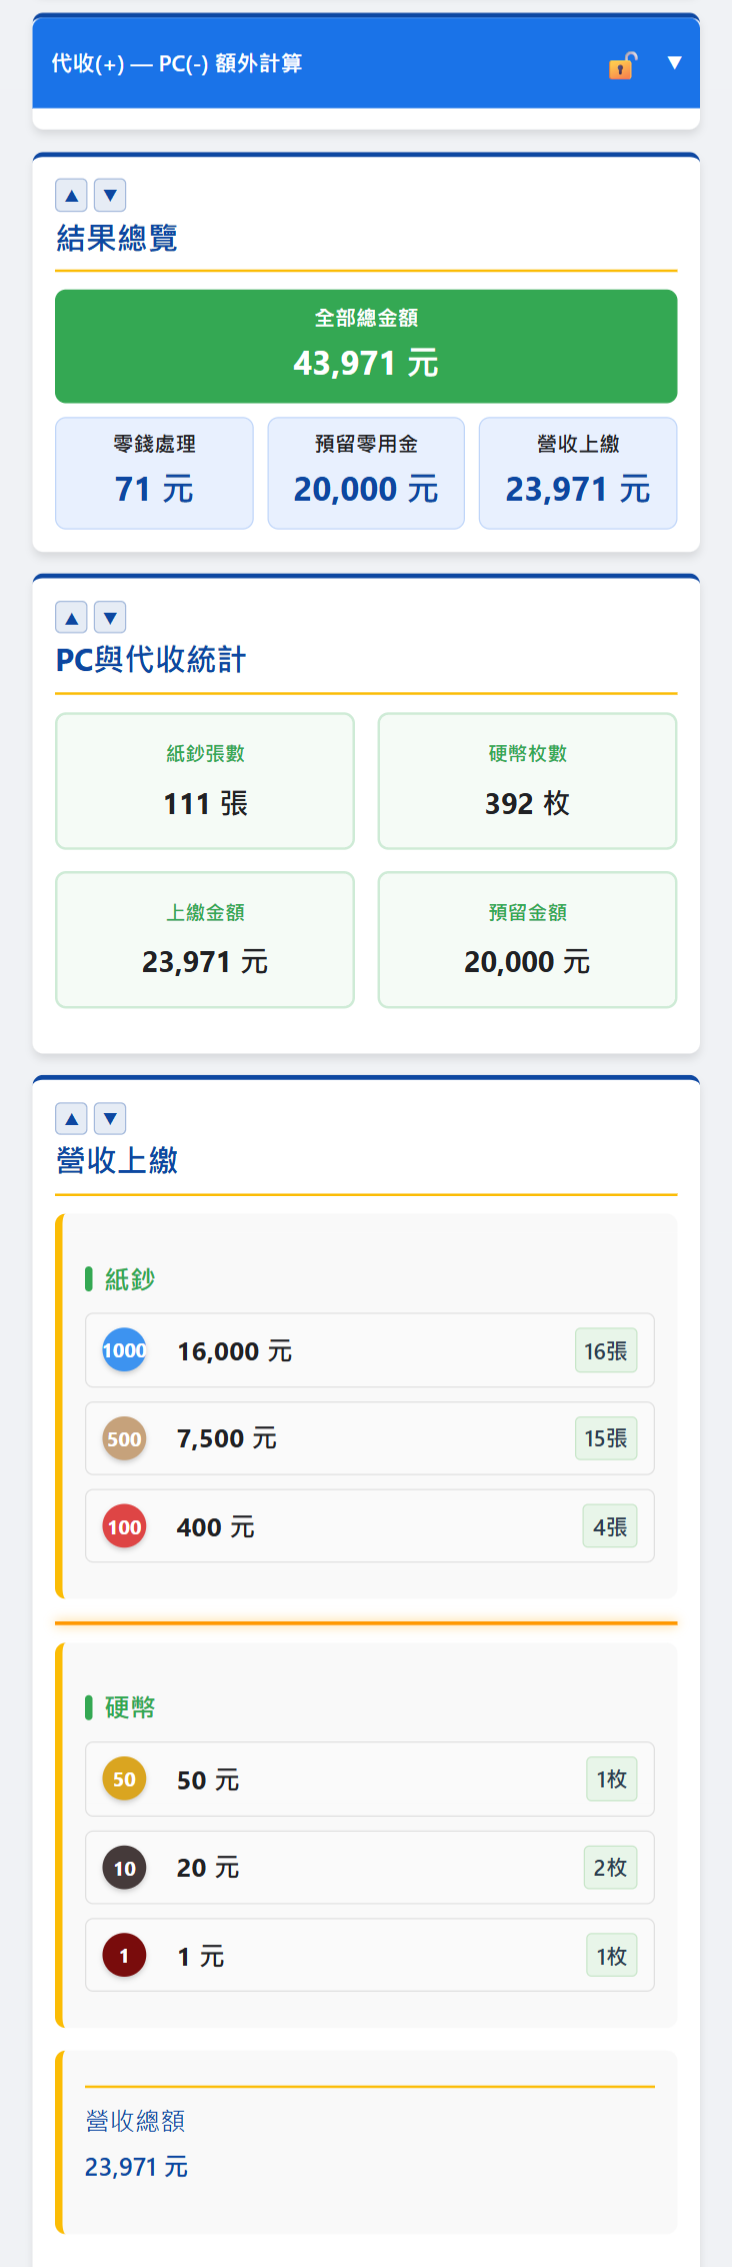 代收(+) — PC(-) 額外計算 🔓 ▼
▲ ▼
結果總覽
全部總金額
43,971 元
零錢處理 預留零用金 營收上繳
71 元 20,000 元 23,971 元
▲ ▼
PC與代收統計
紙鈔張數 硬幣枚數
111 張 392 枚
上繳金額 預留金額
23,971 元 20,000 元
▲ ▼
營收上繳
紙鈔
1000 16,000 元 16張
500 7,500 元 15張
100 400 元 4張
硬幣
50 50 元 1枚
10 20 元 2枚
1 1 元 1枚
營收總額
23,971 元